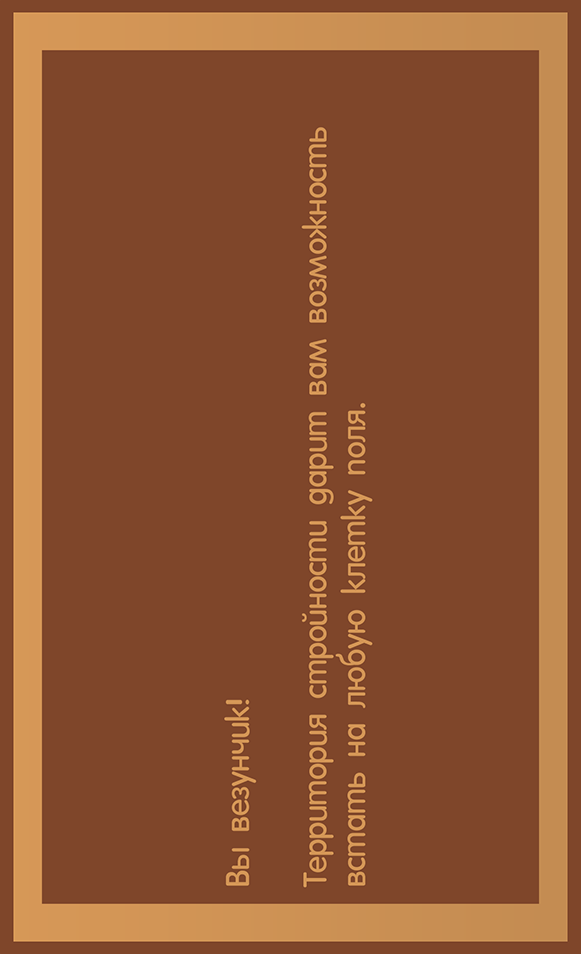 Вы везунчик!
Территория стройности дарит вам возможность
встать на любую клетку поля.